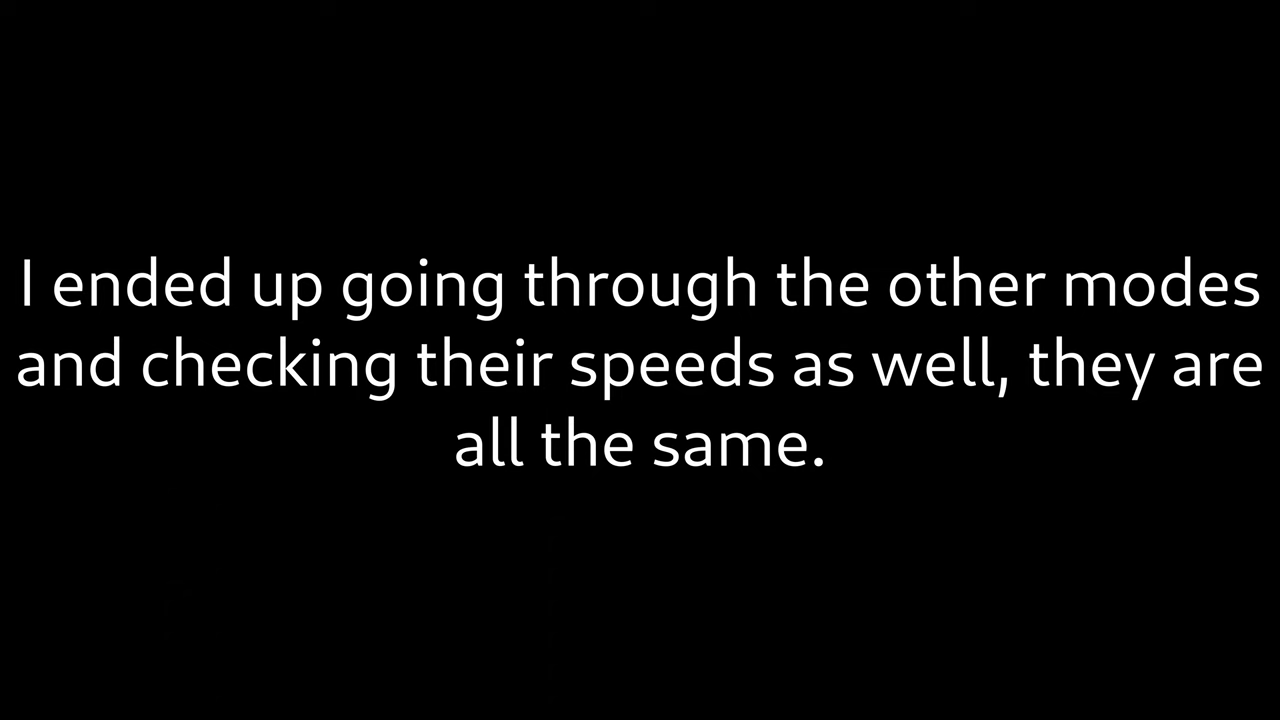 I ended up going through the other modes
and checking their speeds as well, they are
all the same.